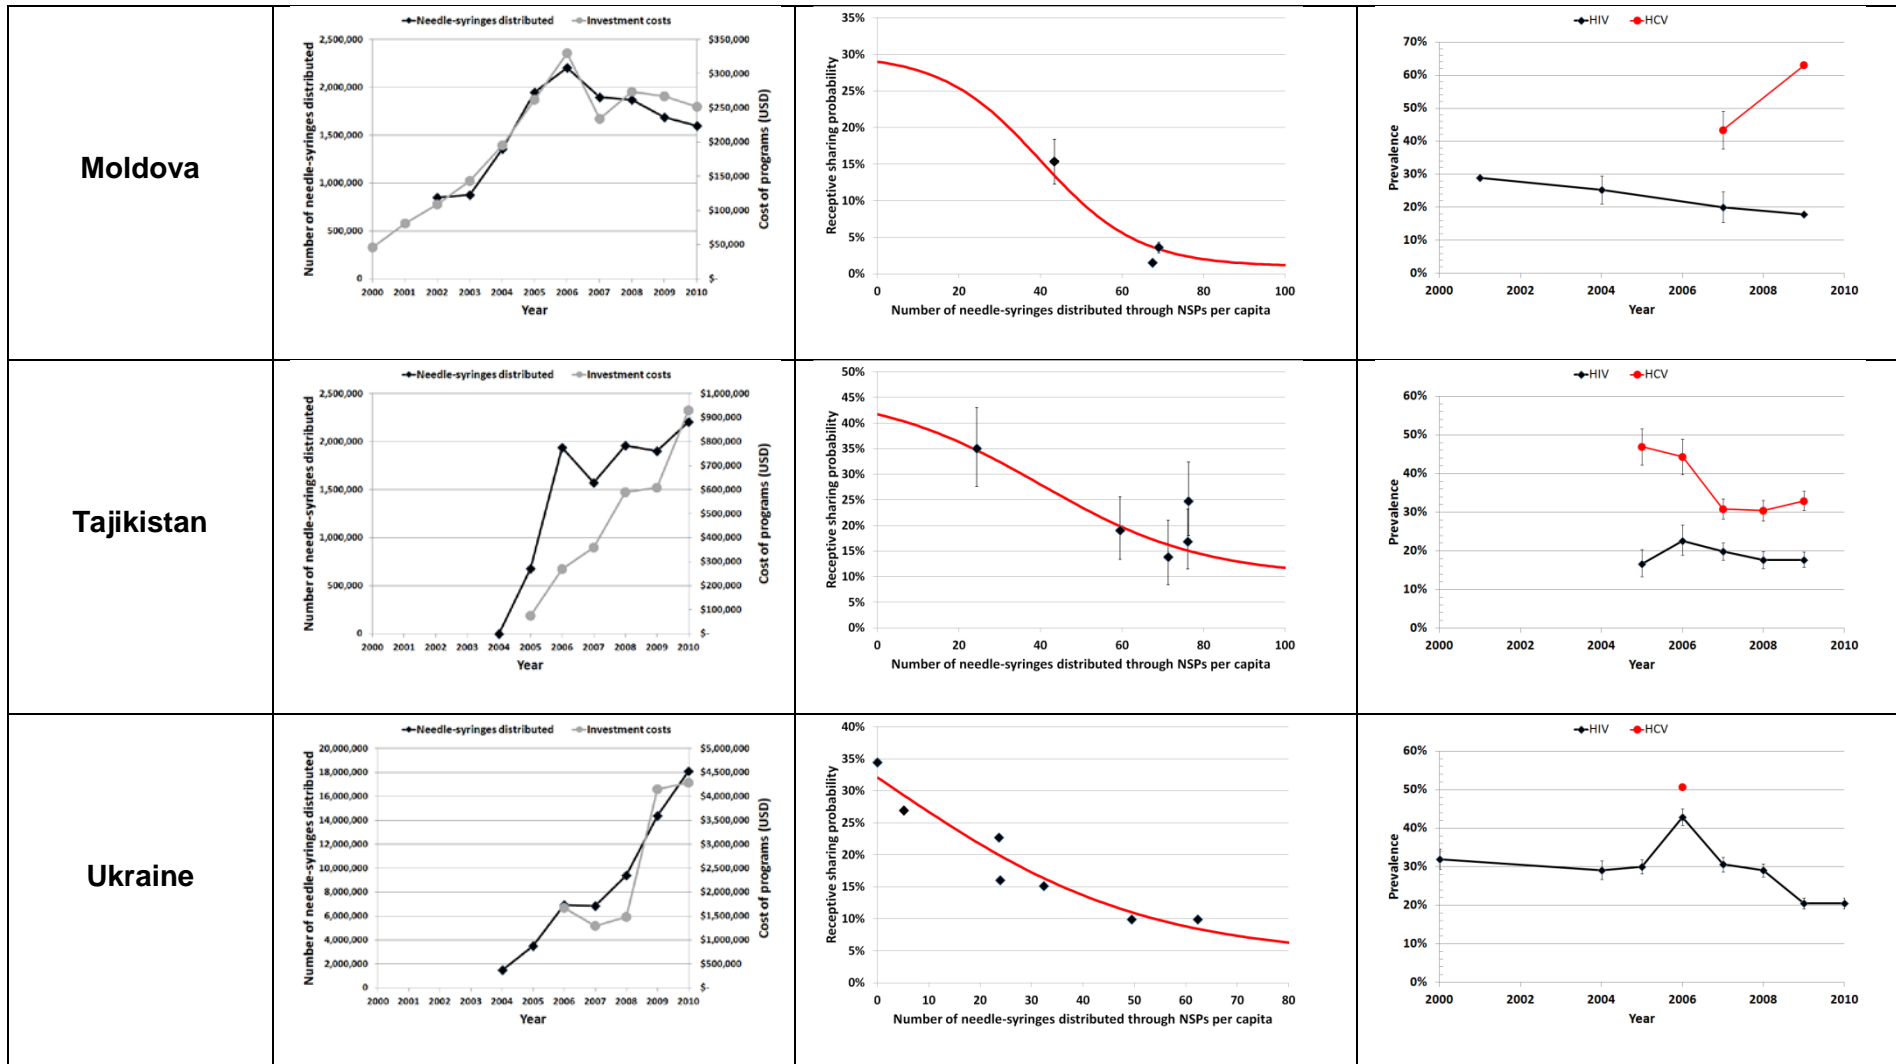 Moldova
Needle-syringes distributed Investment costs
Number of needle-syringes distributed
2,500,000
2,000,000
1,500,000
1,000,000
500,000
0
$350,000
$300,000
$250,000
$200,000
$150,000
$100,000
$50,000
$-
Cost of programs (USD)
2000 2001 2002 2003 2004 2005 2006 2007 2008 2009 2010
Year
Receptive sharing probability
35%
30%
25%
20%
15%
10%
5%
0%
0 20 40 60 80 100
Number of needle-syringes distributed through NSPs per capita
HIV HCV
Prevalence
70%
60%
50%
40%
30%
20%
10%
0%
2000 2002 2004 2006 2008 2010
Year
Tajikistan
Needle-syringes distributed Investment costs
Number of needle-syringes distributed
2,500,000
2,000,000
1,500,000
1,000,000
500,000
0
$1,000,000
$900,000
$800,000
$700,000
$600,000
$500,000
$400,000
$300,000
$200,000
$100,000
$-
Cost of programs (USD)
2000 2001 2002 2003 2004 2005 2006 2007 2008 2009 2010
Year
Receptive sharing probability
50%
45%
40%
35%
30%
25%
20%
15%
10%
5%
0%
0 20 40 60 80 100
Number of needle-syringes distributed through NSPs per capita
HIV HCV
Prevalence
60%
50%
40%
30%
20%
10%
0%
2000 2002 2004 2006 2008 2010
Year
Ukraine
Needle-syringes distributed Investment costs
Number of needle-syringes distributed
20,000,000
18,000,000
16,000,000
14,000,000
12,000,000
10,000,000
8,000,000
6,000,000
4,000,000
2,000,000
0
$5,000,000
$4,500,000
$4,000,000
$3,500,000
$3,000,000
$2,500,000
$2,000,000
$1,500,000
$1,000,000
$500,000
$-
Cost of programs (USD)
2000 2001 2002 2003 2004 2005 2006 2007 2008 2009 2010
Year
Receptive sharing probability
40%
35%
30%
25%
20%
15%
10%
5%
0%
0 10 20 30 40 50 60 70 80
Number of needle-syringes distributed through NSPs per capita
HIV HCV
Prevalence
60%
50%
40%
30%
20%
10%
0%
2000 2002 2004 2006 2008 2010
Year